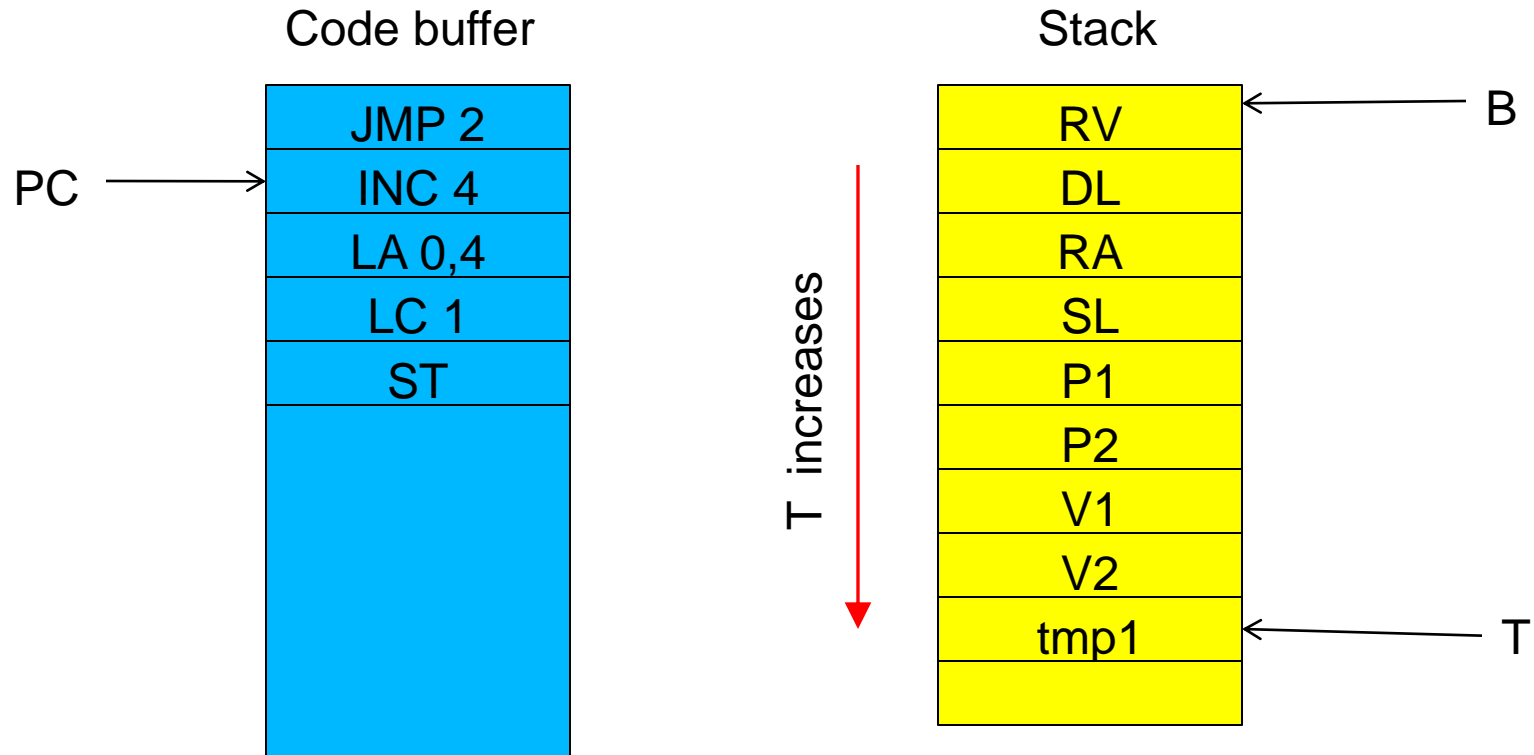 Code buffer
JMP 2
INC 4
LA 0,4
LC 1
ST
PC
Stack
RV
DL
RA
SL
P1
P2
V1
V2
tmp1
B
T
T increases